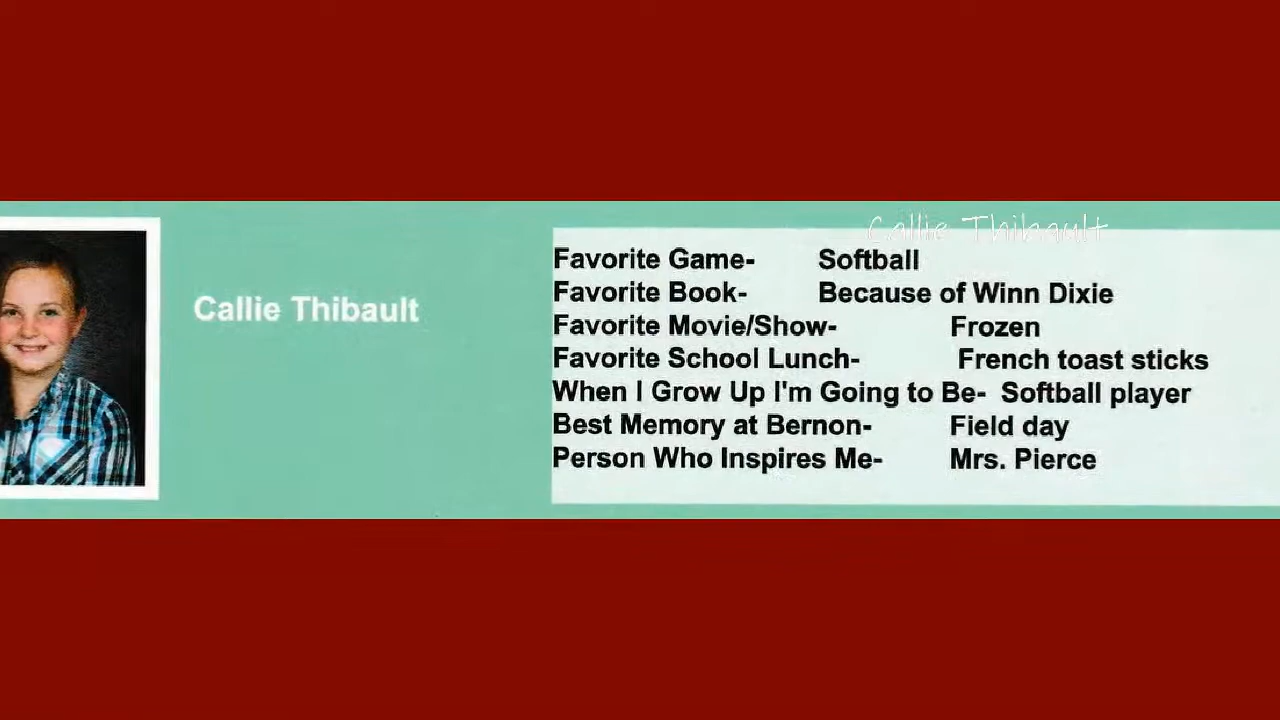 Callie Thibault
Callie Thibault
Favorite Game- Softball
Favorite Book- Because of Winn Dixie
Favorite Movie/Show- Frozen
Favorite School Lunch- French toast sticks
When I Grow Up I'm Going to Be- Softball player
Best Memory at Bernon- Field day
Person Who Inspires Me- Mrs. Pierce